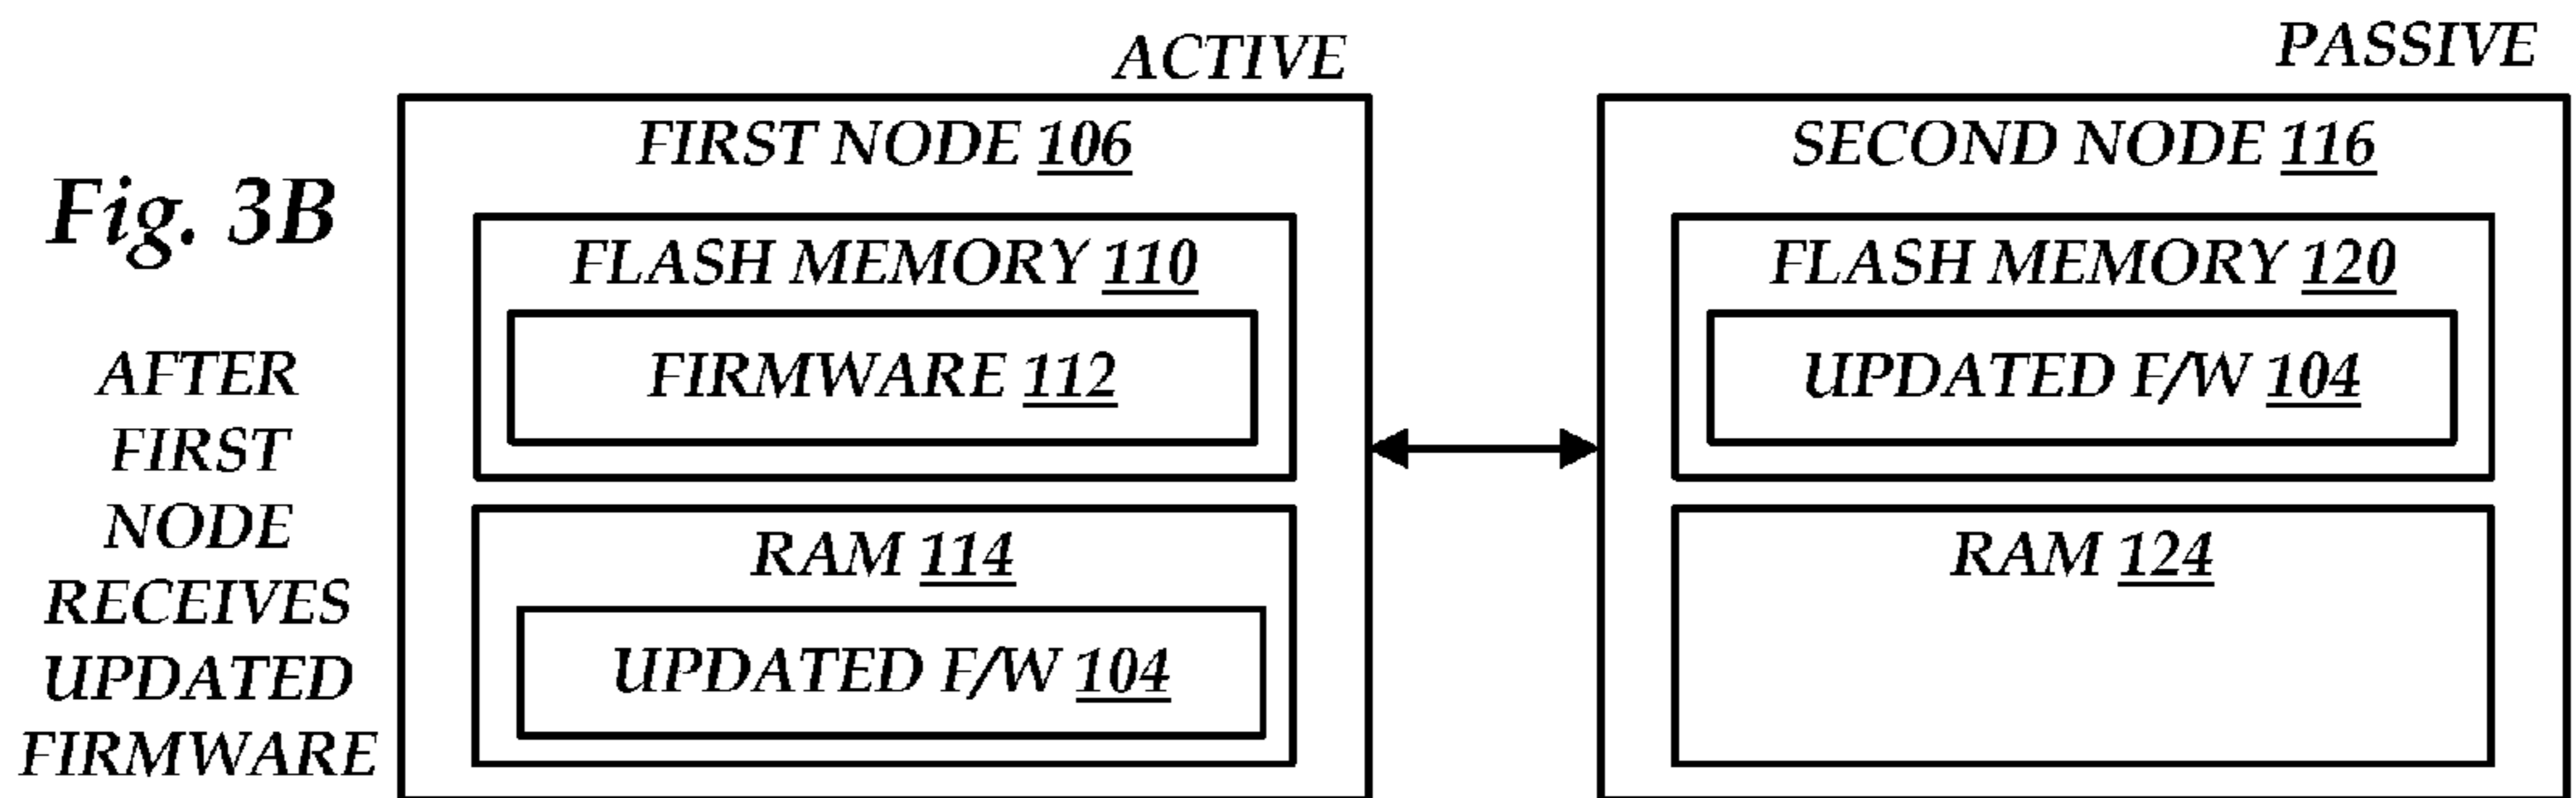 Fig. 3B
AFTER
FIRST
NODE
RECEIVES
UPDATED
FIRMWARE
ACTIVE
FIRST NODE 106
FLASH MEMORY 110
FIRMWARE 112
RAM 114
UPDATED F/W 104
PASSIVE
SECOND NODE 116
FLASH MEMORY 120
UPDATED F/W 104
RAM 124